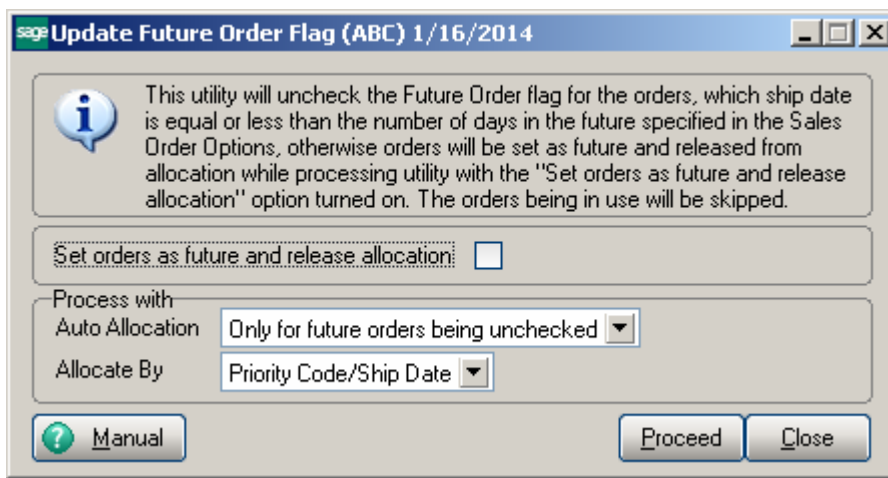 sage Update Future Order Flag (ABC) 1/16/2014
This utility will uncheck the Future Order flag for the orders, which ship date
is equal or less than the number of days in the future specified in the Sales
Order Options, otherwise orders will be set as future and released from
allocation while processing utility with the "Set orders as future and release
allocation" option turned on. The orders being in use will be skipped.
Set orders as future and release allocation
Process with
Auto Allocation Only for future orders being unchecked
Allocate By Priority Code/Ship Date
Manual Proceed Close